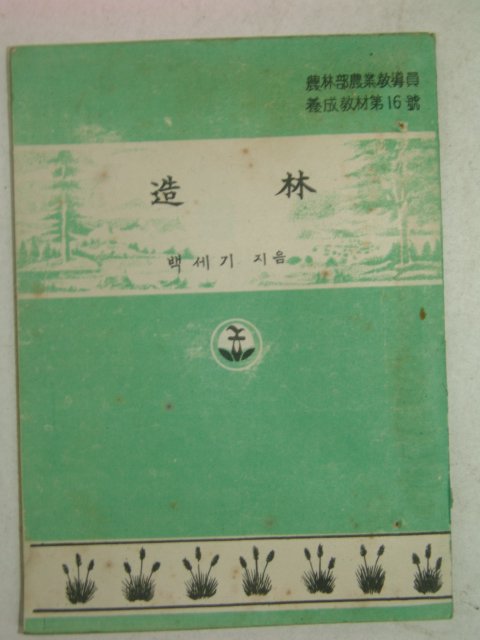 農林部農業敎導員
養成敎材第16號
造林
백세기 지음